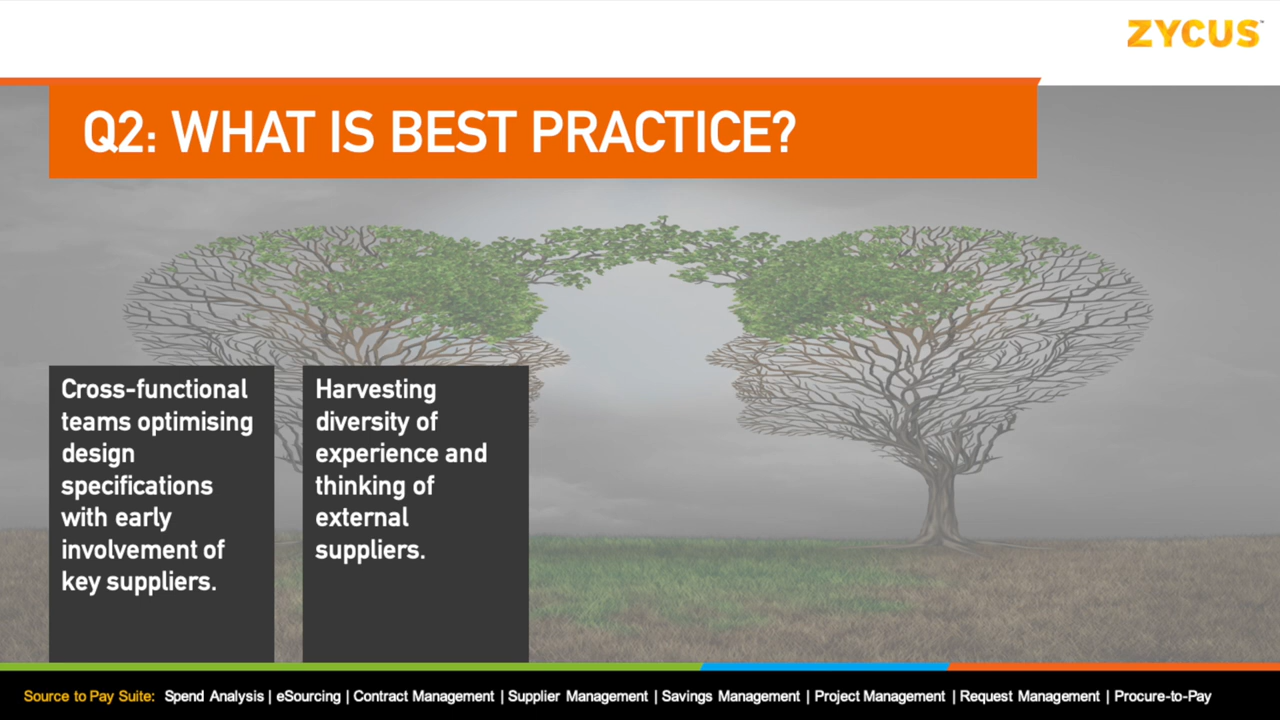 ZYCUS™
Q2: WHAT IS BEST PRACTICE?
Cross-functional
teams optimising
design
specifications
with early
involvement of
key suppliers.
Harvesting
diversity of
experience and
thinking of
external
suppliers.
Source to Pay Suite: Spend Analysis | eSourcing | Contract Management | Supplier Management | Savings Management | Project Management | Request Management | Procure-to-Pay